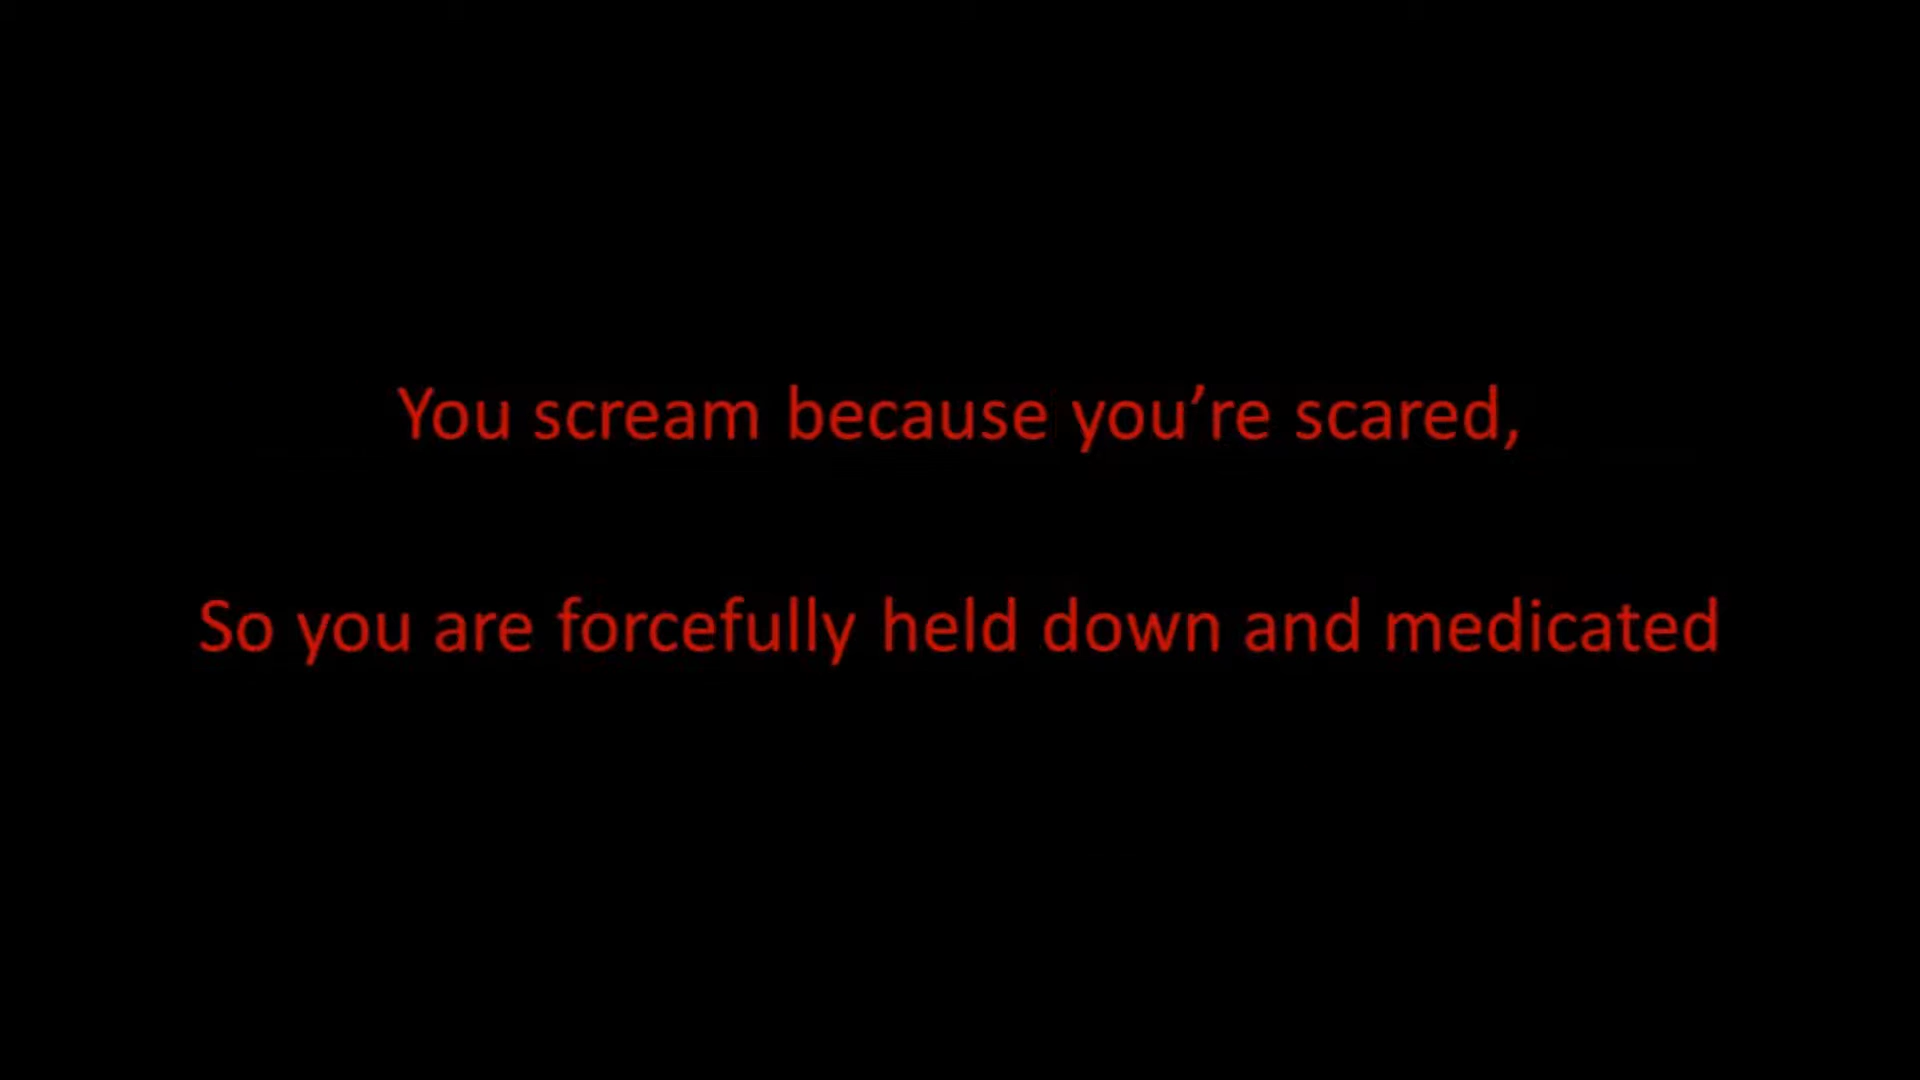 You scream because you’re scared,
So you are forcefully held down and medicated